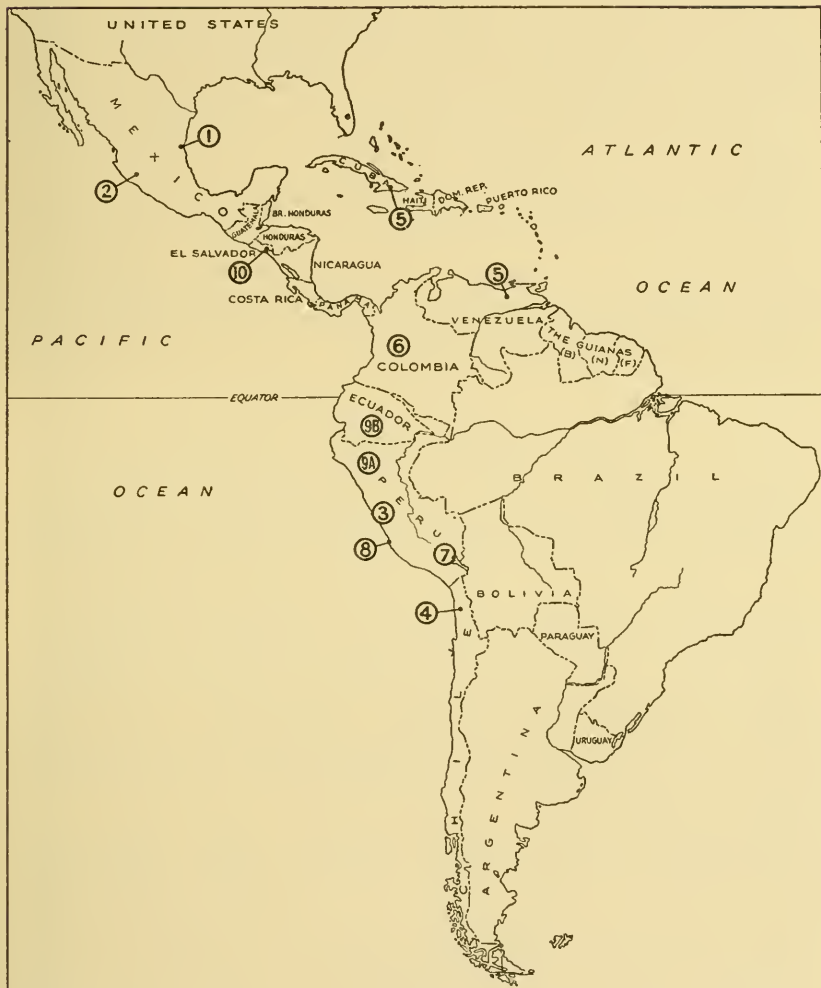 UNITED STATES
MEXICO
1
2
ATLANTIC
OCEAN
CUBA
HAITI
DOM. REP.
PUERTO RICO
5
GUATEMALA
BR. HONDURAS
HONDURAS
EL SALVADOR
10
NICARAGUA
COSTA RICA
PANAMA
5
VENEZUELA
THE GUIANAS
(B)
(N)
(F)
PACIFIC
OCEAN
6
COLOMBIA
EQUATOR
ECUADOR
9B
9A
PERU
BRAZIL
3
8
7
BOLIVIA
4
PARAGUAY
CHILE
ARGENTINA
URUGUAY